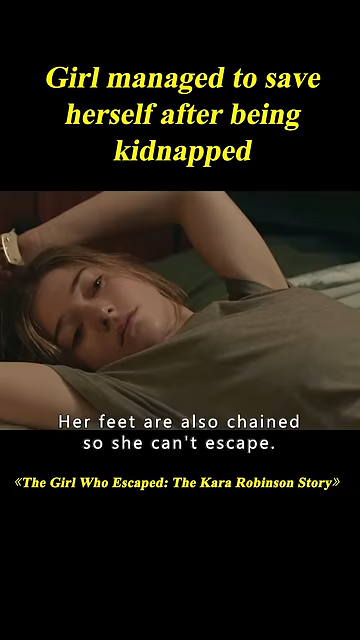 Girl managed to save
herself after being
kidnapped
Her feet are also chained
so she can't escape.
《The Girl Who Escaped: The Kara Robinson Story》